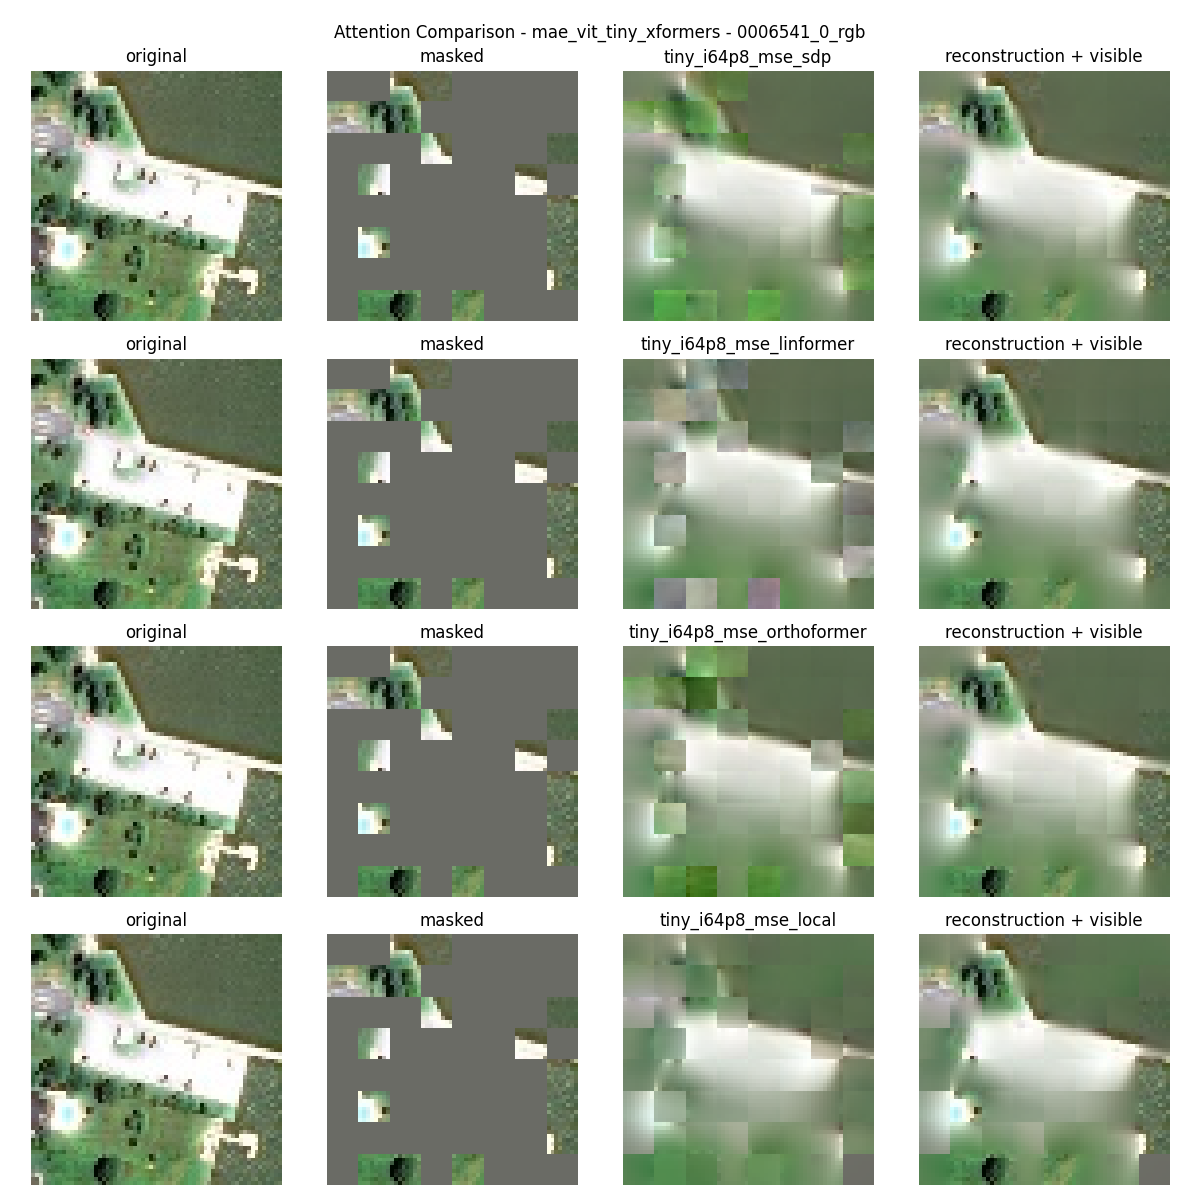 Attention Comparison - mae_vit_tiny_xformers - 0006541_0_rgb
original masked tiny_i64p8_mse_sdp reconstruction + visible
original masked tiny_i64p8_mse_linformer reconstruction + visible
original masked tiny_i64p8_mse_orthoformer reconstruction + visible
original masked tiny_i64p8_mse_local reconstruction + visible